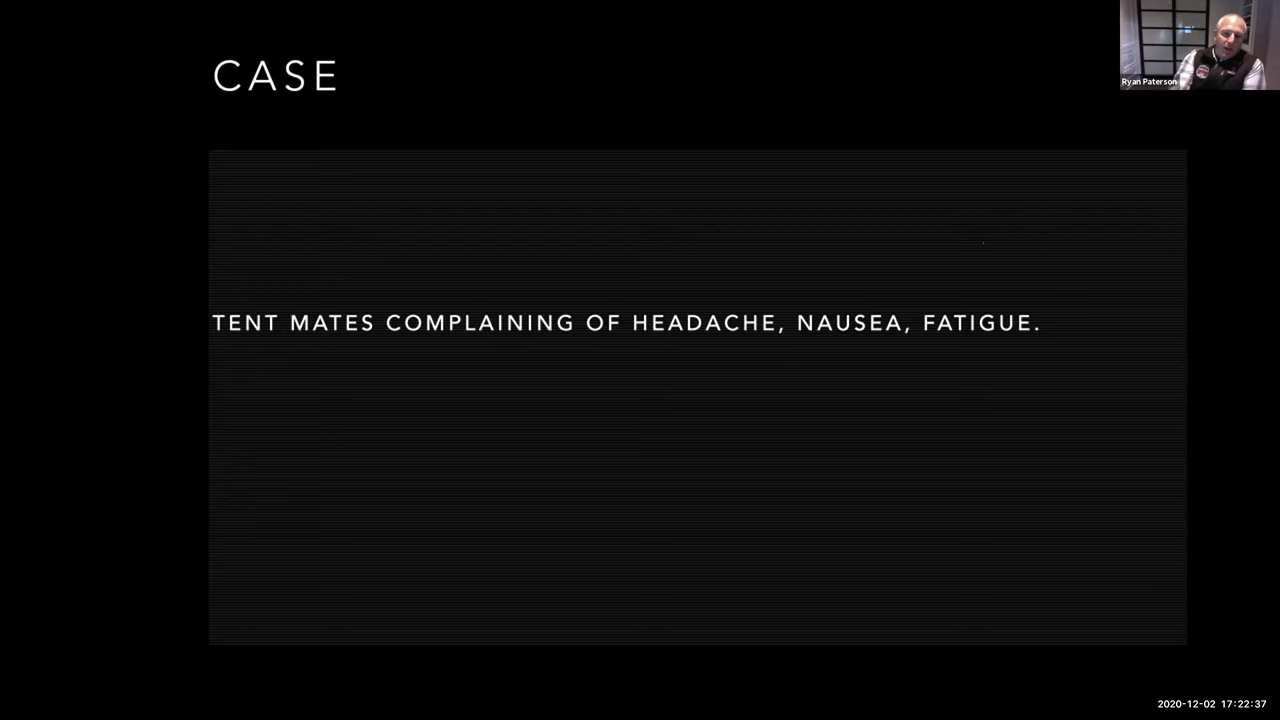 CASE
Ryan Paterson
TENT MATES COMPLAINING OF HEADACHE, NAUSEA, FATIGUE.
2020-12-02 17:22:37